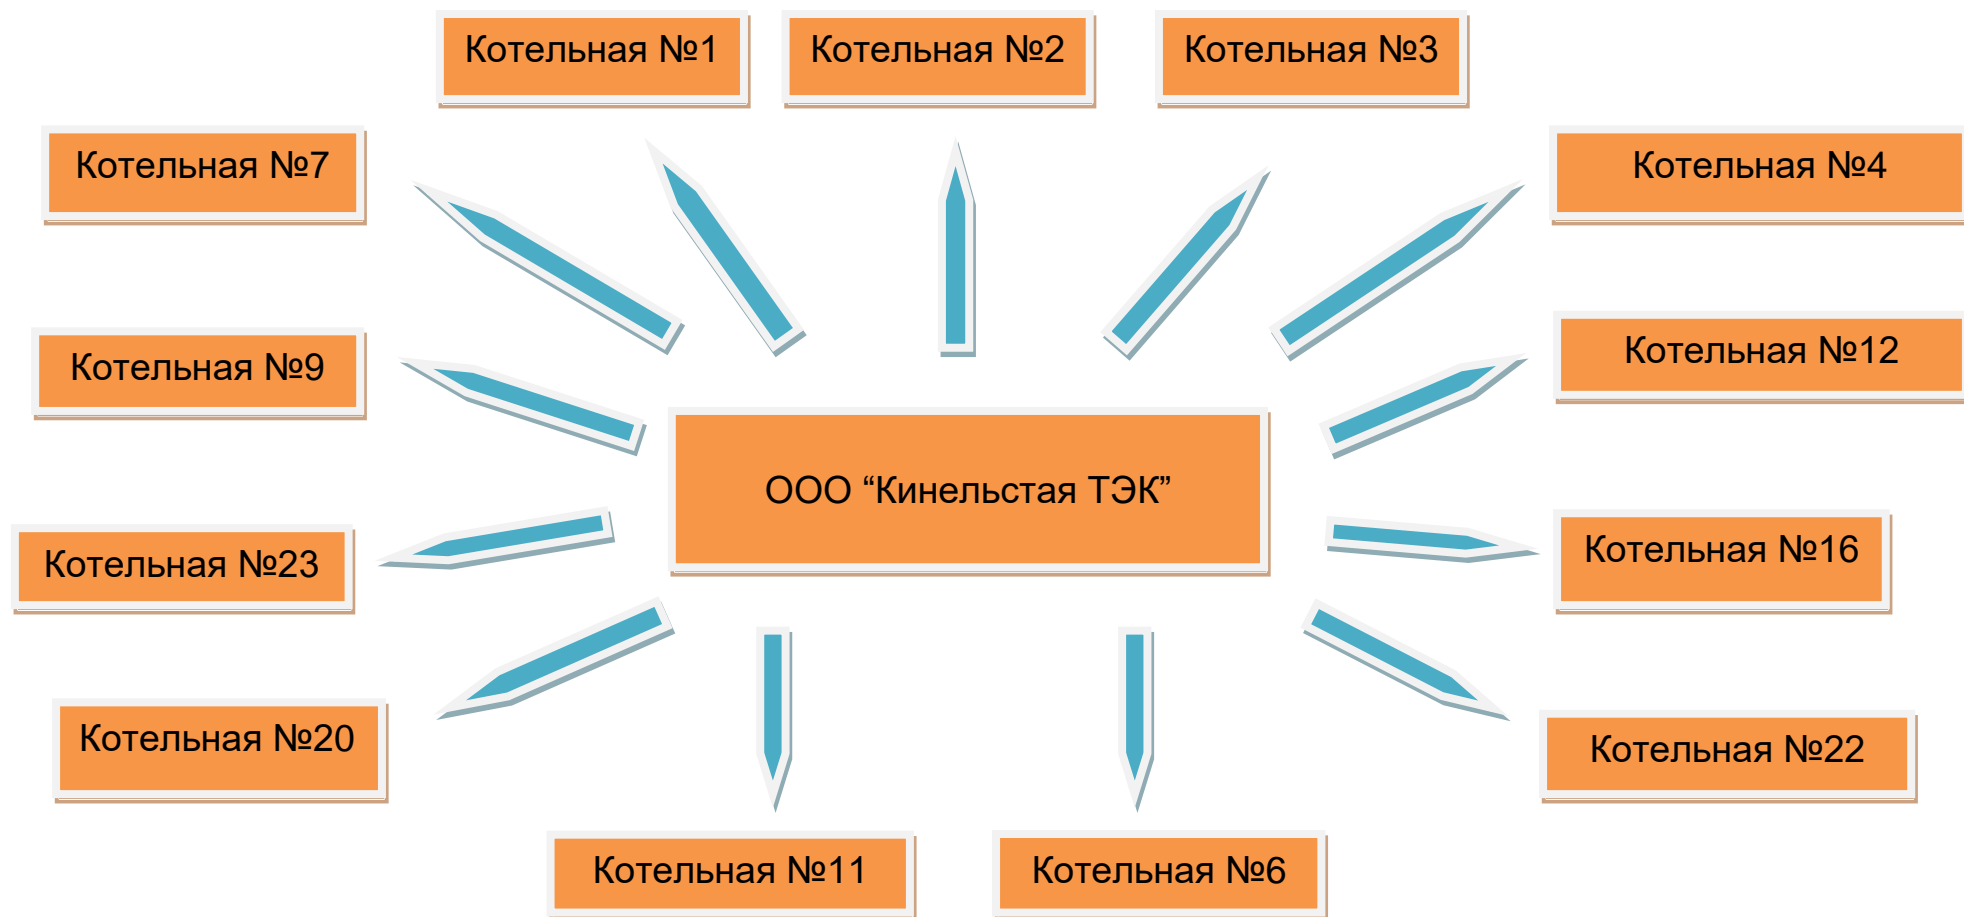 Котельная №1
Котельная №2
Котельная №3
Котельная №7
Котельная №4
Котельная №9
Котельная №12
ООО “Кинельстая ТЭК”
Котельная №23
Котельная №16
Котельная №20
Котельная №22
Котельная №11
Котельная №6